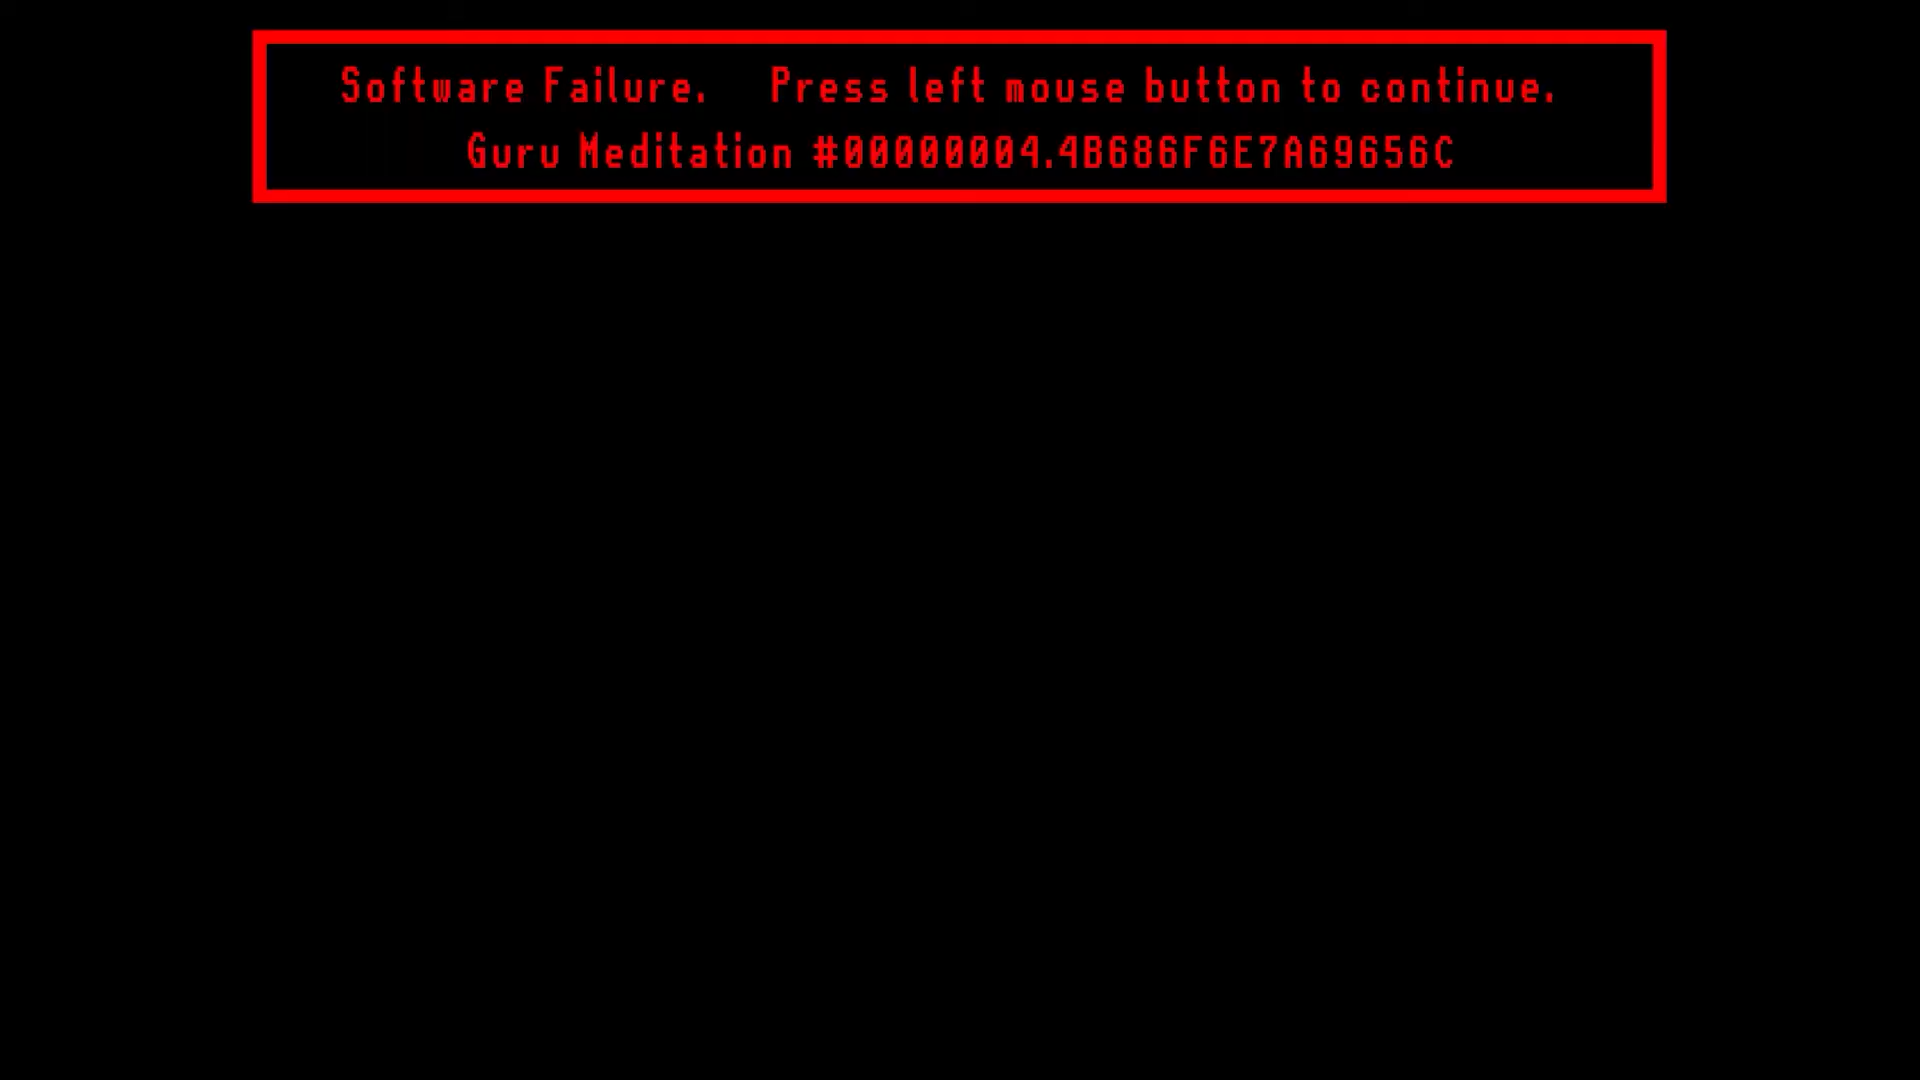 Software Failure.   Press left mouse button to continue.
Guru Meditation #00000004.4B686F6E7A69656C